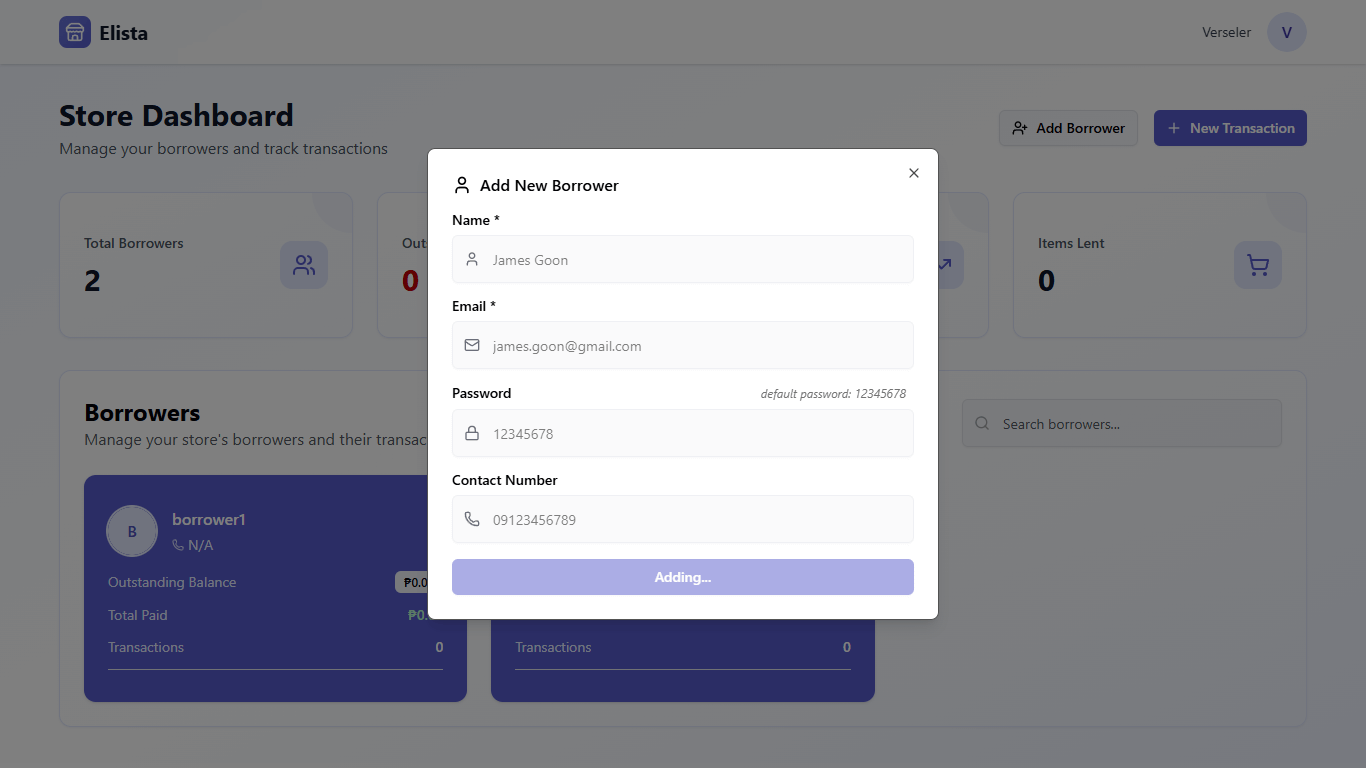 Elista
Verseler
V
Store Dashboard
Manage your borrowers and track transactions
Add Borrower
New Transaction
Total Borrowers
2
0
Items Lent
0
Add New Borrower
Name *
James Goon
Email *
james.goon@gmail.com
Password
default password: 12345678
12345678
Contact Number
09123456789
Adding...
Borrowers
Manage your store's borrowers and their
Search borrowers...
B
borrower1
N/A
Outstanding Balance
₱0.0
Total Paid
₱0.
Transactions
0
Transactions
0